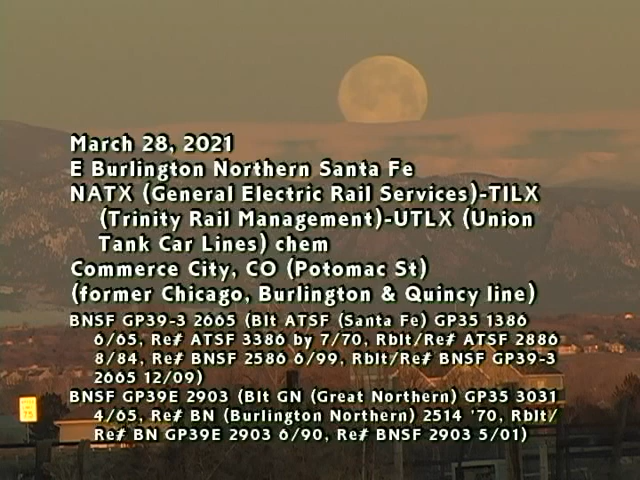 March 28, 2021
E Burlington Northern Santa Fe
NATX (General Electric Rail Services)-TILX
(Trinity Rail Management)-UTLX (Union
Tank Car Lines) chem
Commerce City, CO (Potomac St)
(former Chicago, Burlington & Quincy line)
BNSF GP39-3 2665 (Blt ATSF (Santa Fe) GP35 1386
6/65, Re# ATSF 3386 by 7/70, Rblt/Re# ATSF 2886
8/84, Re# BNSF 2586 6/99, Rblt/Re# BNSF GP39-3
2665 12/09)
BNSF GP39E 2903 (Blt GN (Great Northern) GP35 3031
4/65, Re# BN (Burlington Northern) 2514 '70, Rblt/
Re# BN GP39E 2903 6/90, Re# BNSF 2903 5/01)